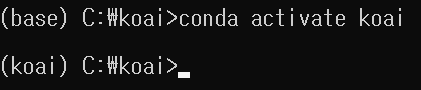 (base) C:₩koai>conda activate koai
(koai) C:₩koai>